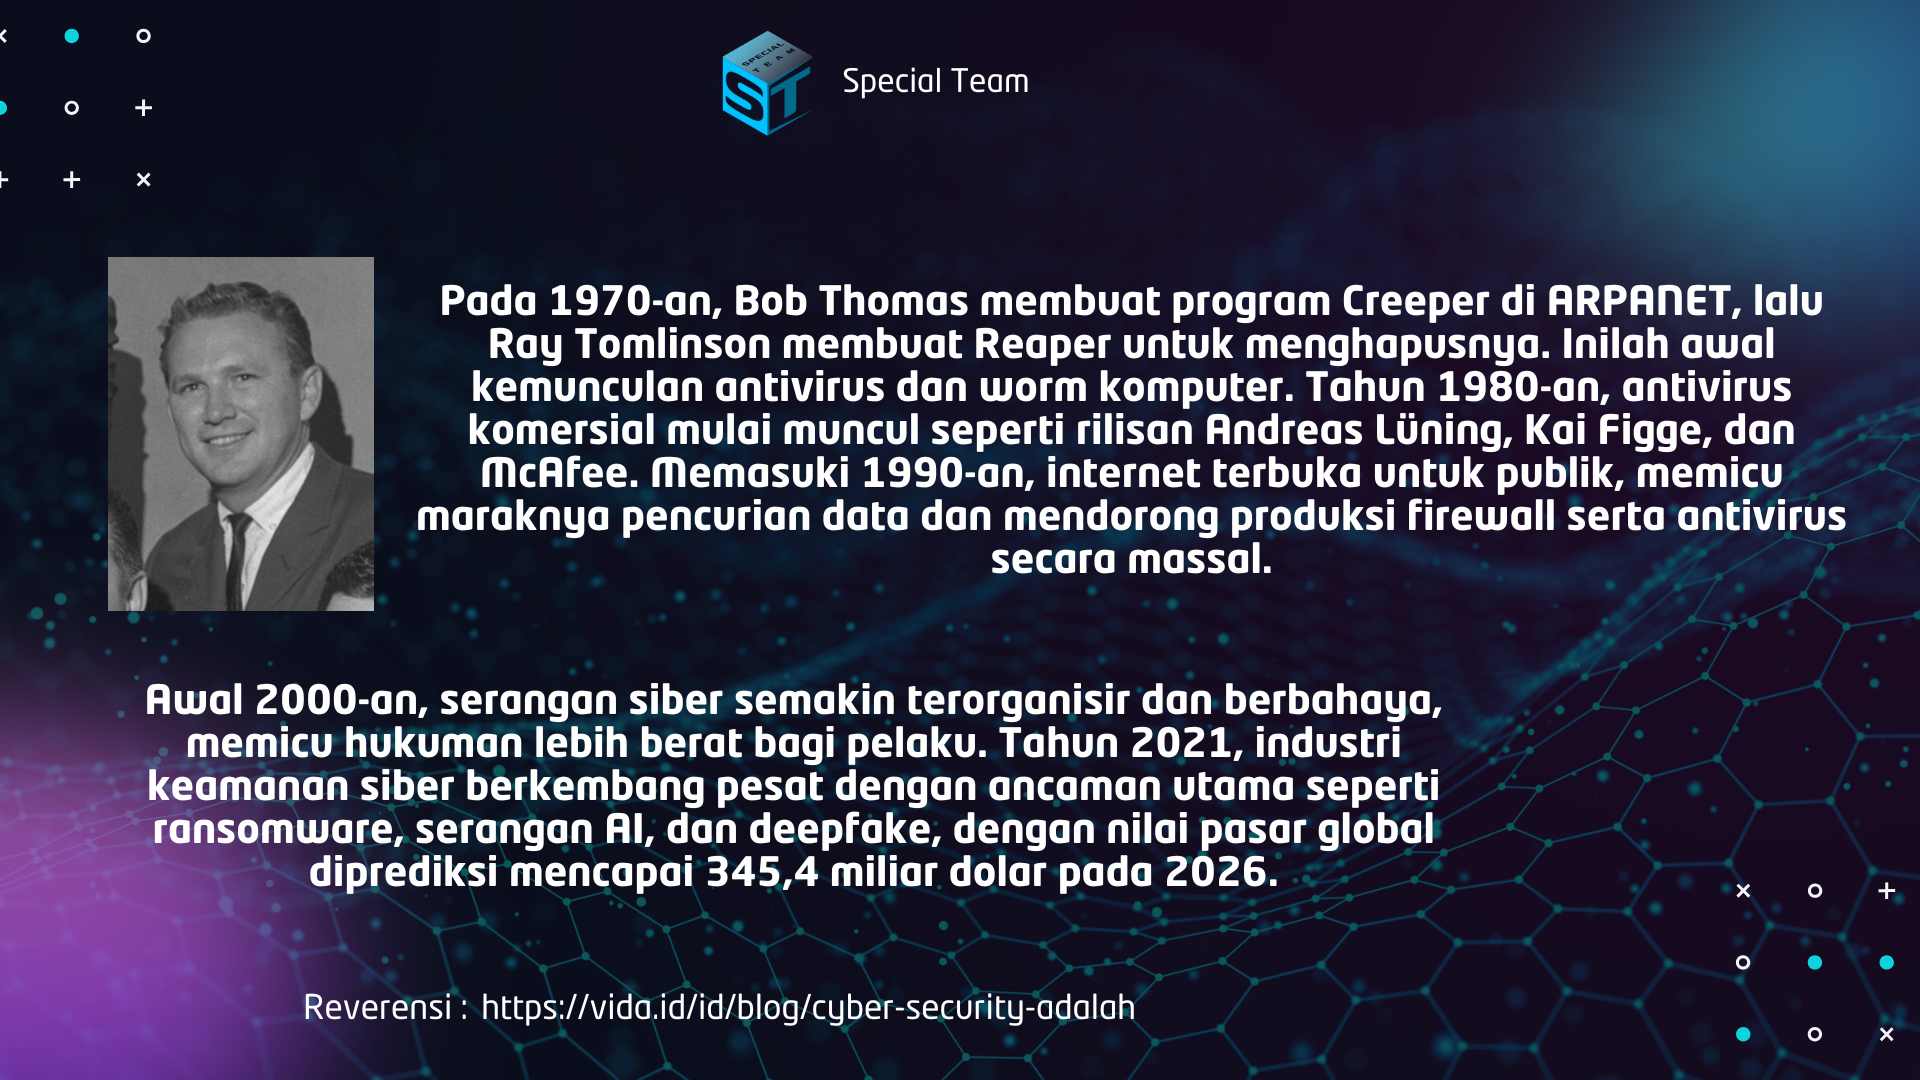 SPECIAL
TEAM
ST
Special Team
Pada 1970-an, Bob Thomas membuat program Creeper di ARPANET, lalu
Ray Tomlinson membuat Reaper untuk menghapusnya. Inilah awal
kemunculan antivirus dan worm komputer. Tahun 1980-an, antivirus
komersial mulai muncul seperti rilisan Andreas Lüning, Kai Figge, dan
McAfee. Memasuki 1990-an, internet terbuka untuk publik, memicu
maraknya pencurian data dan mendorong produksi firewall serta antivirus
secara massal.
Awal 2000-an, serangan siber semakin terorganisir dan berbahaya,
memicu hukuman lebih berat bagi pelaku. Tahun 2021, industri
keamanan siber berkembang pesat dengan ancaman utama seperti
ransomware, serangan AI, dan deepfake, dengan nilai pasar global
diprediksi mencapai 345,4 miliar dolar pada 2026.
Reverensi : https://vida.id/id/blog/cyber-security-adalah